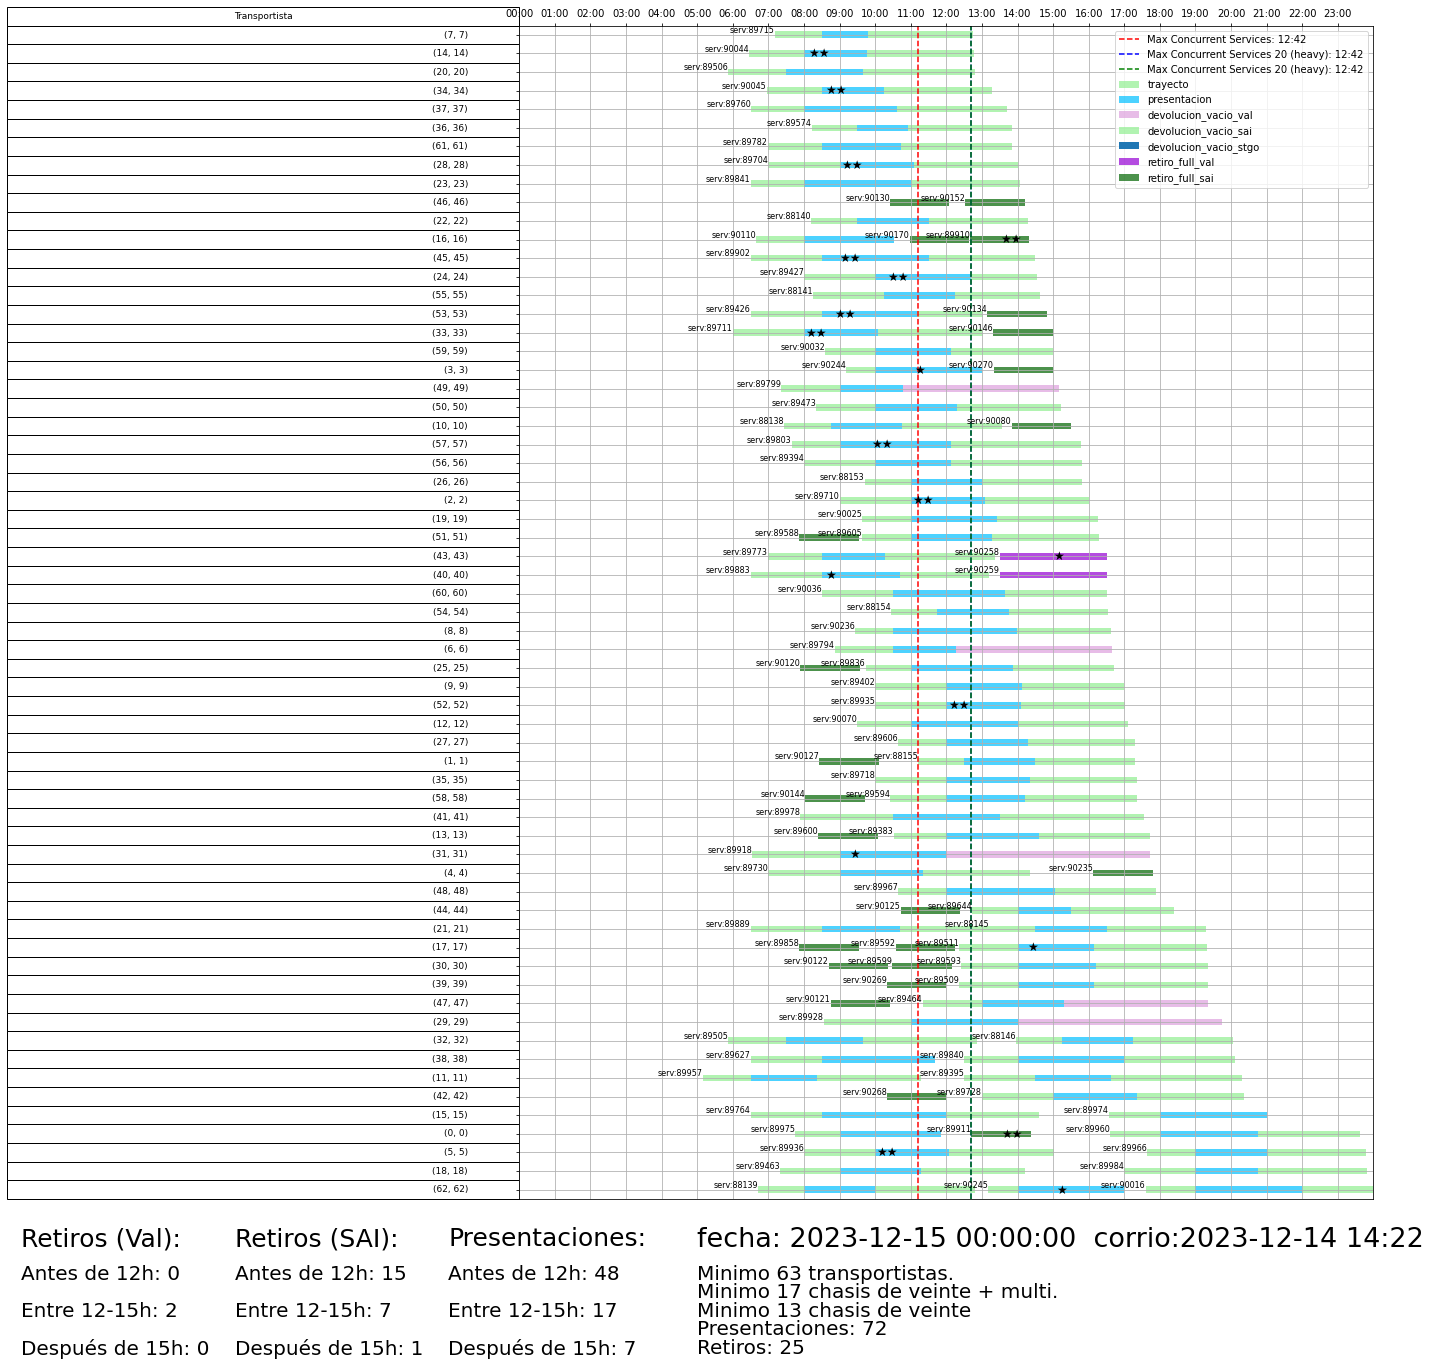 Transportista
00:00 01:00 02:00 03:00 04:00 05:00 06:00 07:00 08:00 09:00 10:00 11:00 12:00 13:00 14:00 15:00 16:00 17:00 18:00 19:00 20:00 21:00 22:00 23:00
Max Concurrent Services: 12:42
Max Concurrent Services 20 (heavy): 12:42
Max Concurrent Services 20 (heavy): 12:42
trayecto
presentacion
devolucion_vacio_val
devolucion_vacio_sai
devolucion_vacio_stgo
retiro_full_val
retiro_full_sai
(7, 7) serv:89715
(14, 14) serv:90044
(20, 20) serv:89506
(34, 34) serv:90045
(37, 37) serv:89760
(36, 36) serv:89574
(61, 61) serv:89782
(28, 28) serv:89704
(23, 23) serv:89841
(46, 46) serv:90130 serv:90152
(22, 22) serv:88140
(16, 16) serv:90110 serv:90170 serv:89910
(45, 45) serv:89902
(24, 24) serv:89427
(55, 55) serv:88141
(53, 53) serv:89426 serv:90134
(33, 33) serv:89711 serv:90146
(59, 59) serv:90032
(3, 3) serv:90244 serv:90270
(49, 49) serv:89799
(50, 50) serv:89473
(10, 10) serv:88138 serv:90080
(57, 57) serv:89803
(56, 56) serv:89394
(26, 26) serv:88153
(2, 2) serv:89710
(19, 19) serv:90025
(51, 51) serv:89588 serv:89605
(43, 43) serv:89773 serv:90258
(40, 40) serv:89883 serv:90259
(60, 60) serv:90036
(54, 54) serv:88154
(8, 8) serv:90236
(6, 6) serv:89794
(25, 25) serv:90120 serv:89836
(9, 9) serv:89402
(52, 52) serv:89935
(12, 12) serv:90070
(27, 27) serv:89606
(1, 1) serv:90127 serv:88155
(35, 35) serv:89718
(58, 58) serv:90144 serv:89594
(41, 41) serv:89978
(13, 13) serv:89600 serv:89383
(31, 31) serv:89918
(4, 4) serv:89730 serv:90235
(48, 48) serv:89967
(44, 44) serv:90125 serv:89644
(21, 21) serv:89889 serv:88145
(17, 17) serv:89858 serv:89592 serv:89511
(30, 30) serv:90122 serv:89599 serv:89593
(39, 39) serv:90269 serv:89509
(47, 47) serv:90121 serv:89464
(29, 29) serv:89928
(32, 32) serv:89505 serv:88146
(38, 38) serv:89627 serv:89840
(11, 11) serv:89957 serv:89395
(42, 42) serv:90268 serv:89728
(15, 15) serv:89764 serv:89974
(0, 0) serv:89975 serv:89911 serv:89960
(5, 5) serv:89936 serv:89966
(18, 18) serv:89463 serv:89984
(62, 62) serv:88139 serv:90245 serv:90016
Retiros (Val):
Antes de 12h: 0
Entre 12-15h: 2
Después de 15h: 0
Retiros (SAI):
Antes de 12h: 15
Entre 12-15h: 7
Después de 15h: 1
Presentaciones:
Antes de 12h: 48
Entre 12-15h: 17
Después de 15h: 7
fecha: 2023-12-15 00:00:00 corrio:2023-12-14 14:22
Minimo 63 transportistas.
Minimo 17 chasis de veinte + multi.
Minimo 13 chasis de veinte
Presentaciones: 72
Retiros: 25